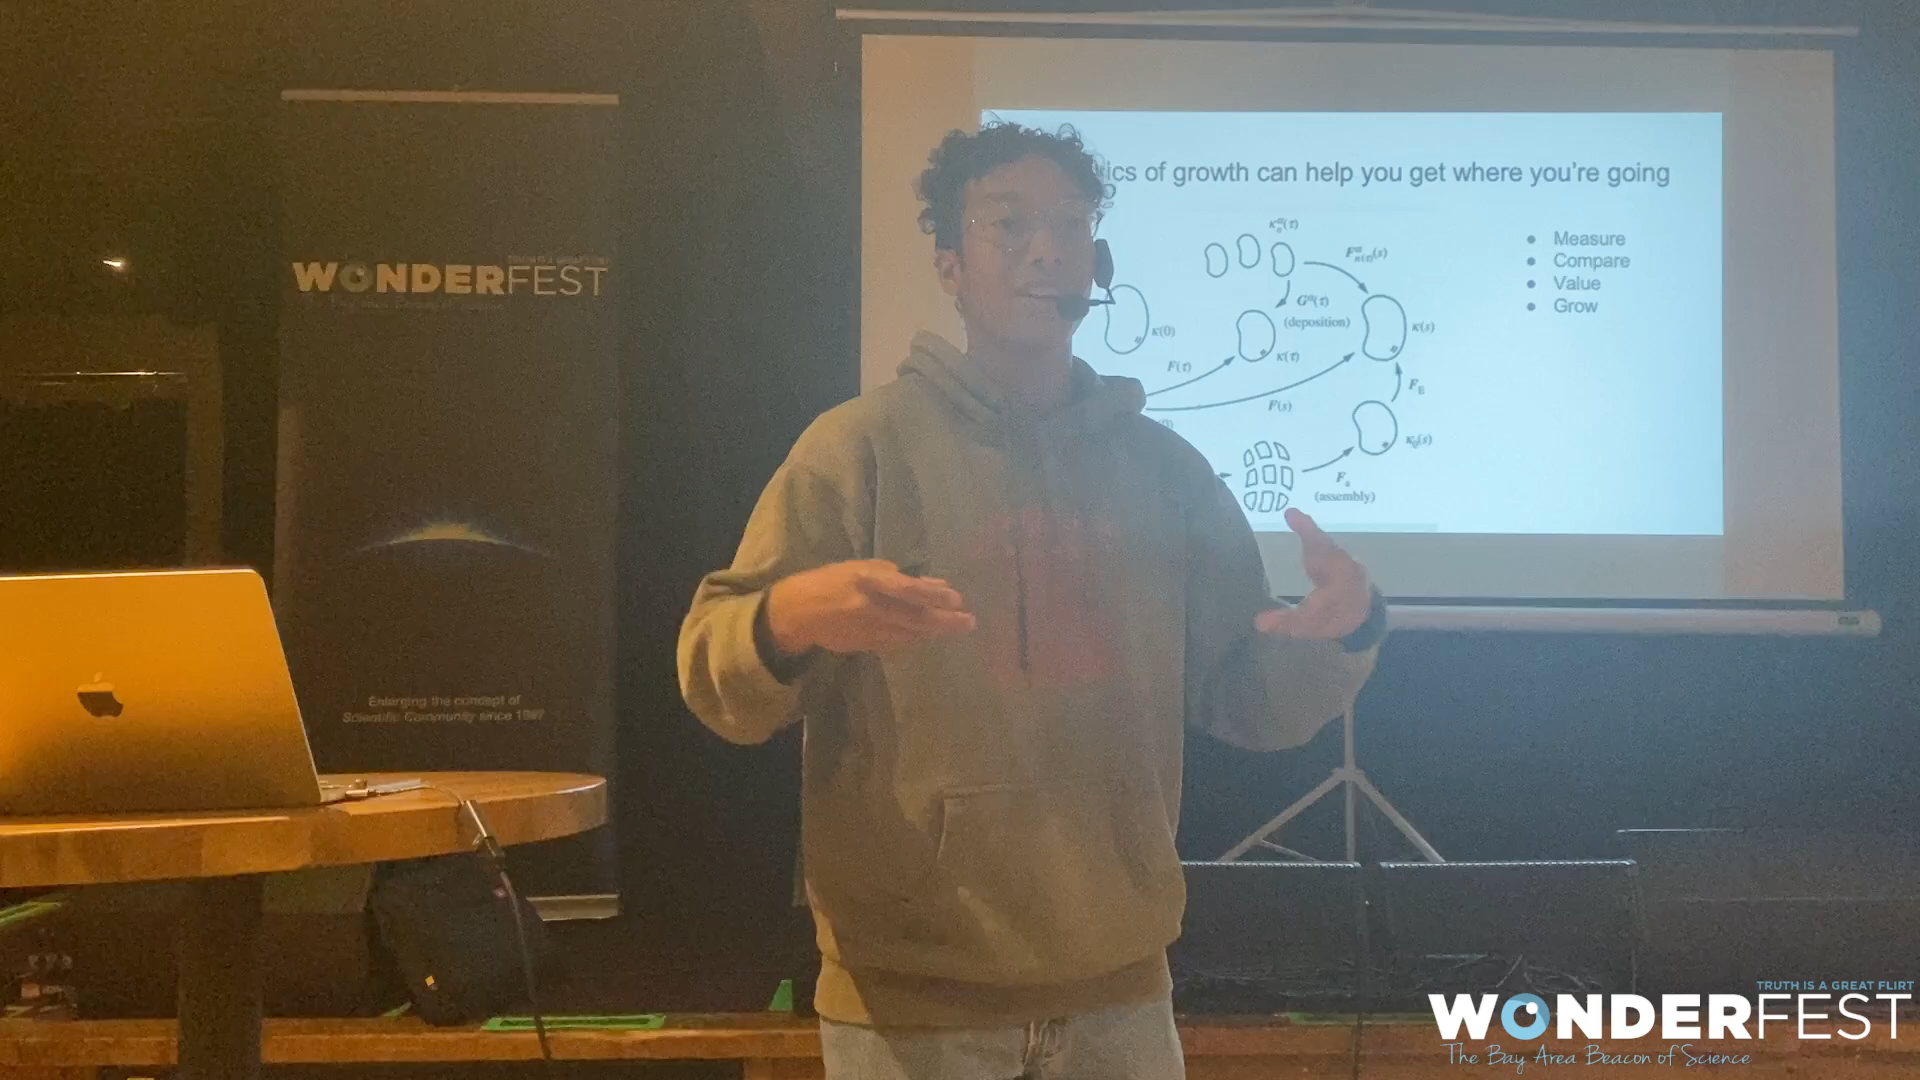 WONDERFEST
Enlarging the concept of
Scientific Community since 1997
ics of growth can help you get where you're going
κ(0)
F(τ)
F(s)
(deposition)
κ(τ)
κ(s)
(assembly)
• Measure
• Compare
• Value
• Grow
TRUTH IS A GREAT FLIRT
WONDERFEST
The Bay Area Beacon of Science